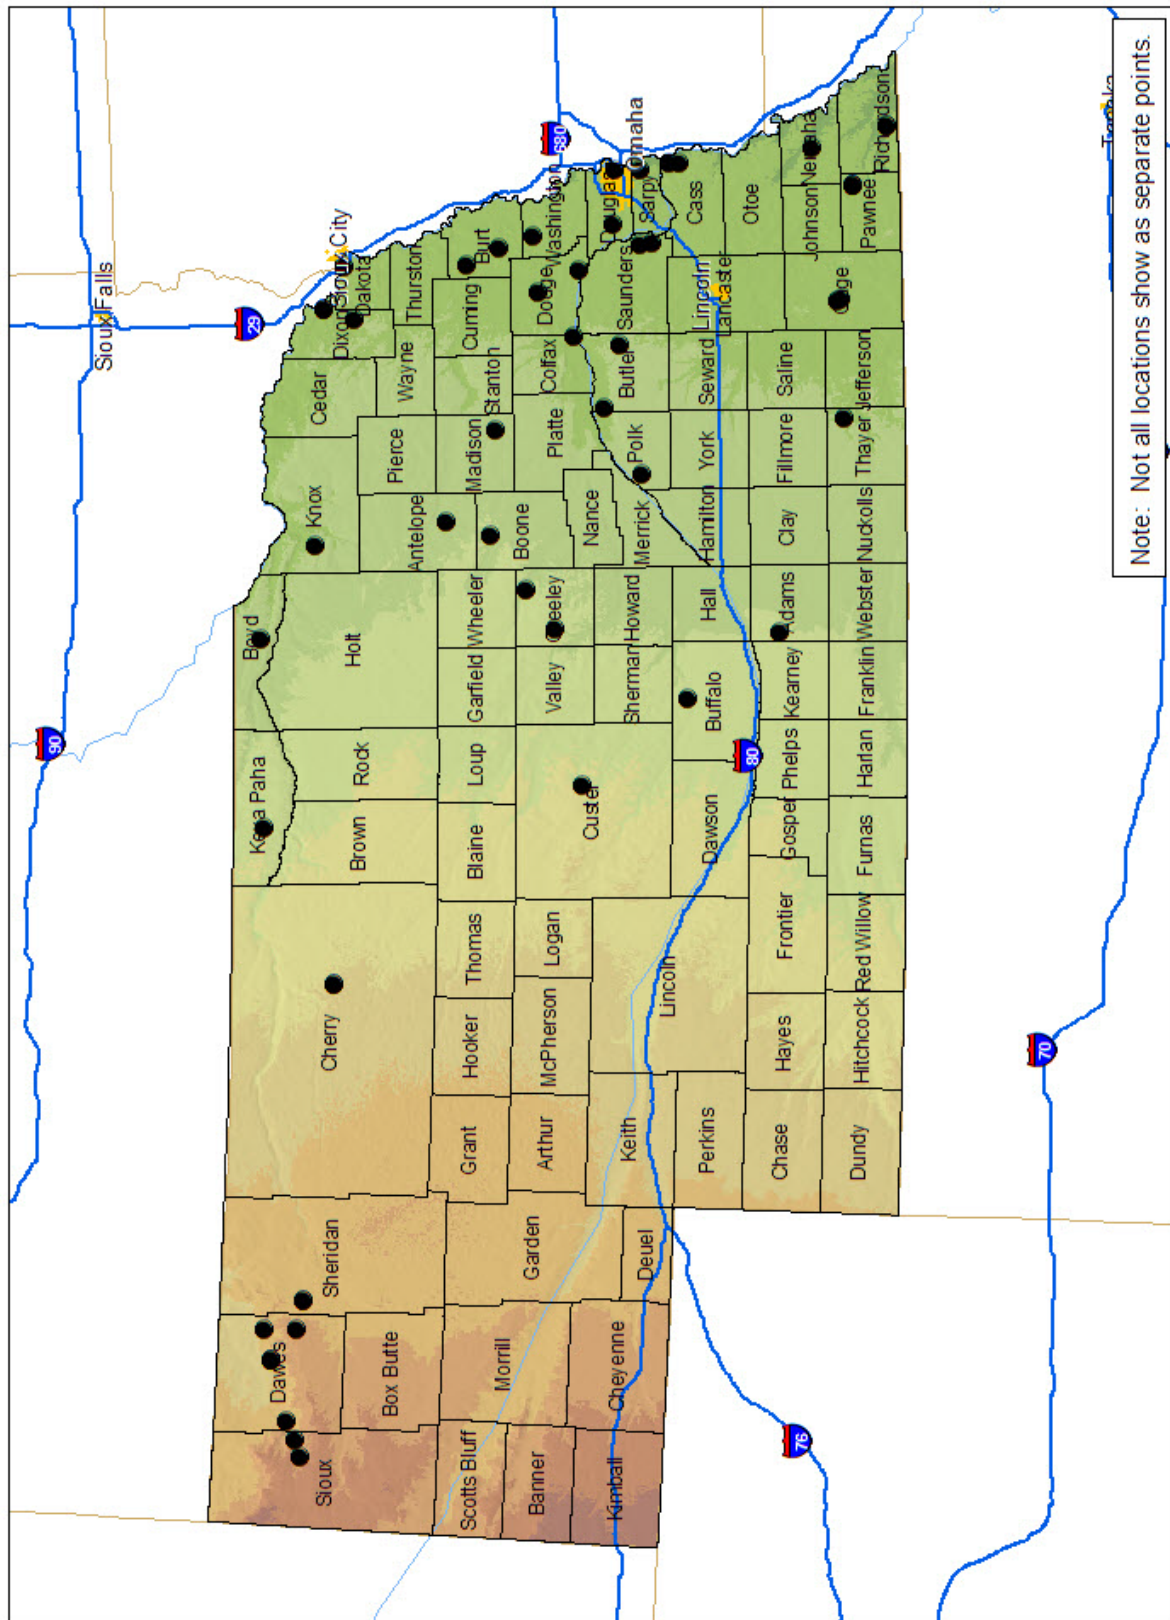 90
Sioux Falls
29
Sioux City
680
Omaha
Boyd
Keya Paha
Knox
Cedar
Dixon
Dakota
Sioux
Dawes
Sheridan
Cherry
Brown
Rock
Holt
Antelope
Pierce
Wayne
Thurston
Box Butte
Scotts Bluff
Banner
Kimball
Morrill
Cheyenne
Garden
Deuel
Grant
Hooker
Thomas
Blaine
Loup
Garfield
Wheeler
Madison
Stanton
Cuming
Burt
Arthur
McPherson
Logan
Custer
Valley
Greeley
Boone
Platte
Colfax
Dodge
Washington
Douglas
Sarpy
Keith
Lincoln
Sherman
Howard
Nance
Merrick
Polk
Butler
Saunders
Cass
Perkins
Dawson
Buffalo
Hall
Hamilton
York
Seward
Lincoln
Lancaster
Otoe
80
Chase
Hayes
Frontier
Gosper
Phelps
Kearney
Adams
Clay
Fillmore
Saline
Gage
Johnson
Nemaha
Dundy
Hitchcock
Red Willow
Furnas
Harlan
Franklin
Webster
Nuckolls
Thayer
Jefferson
Pawnee
Richardson
76
70
Note:  Not all locations show as separate points.